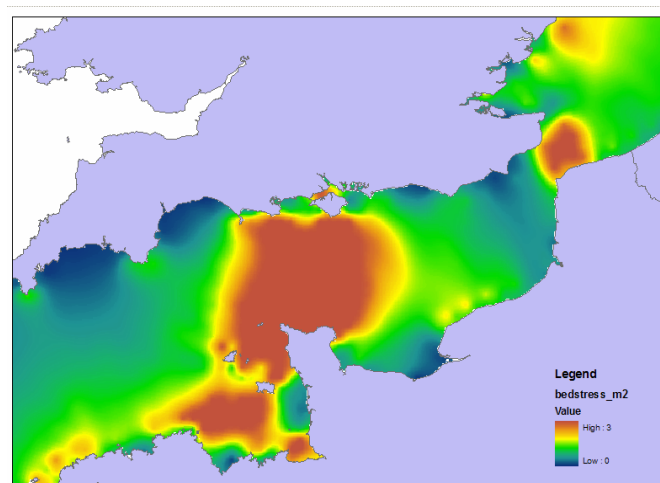 Legend
bedstress_m2
Value
High : 3
Low : 0